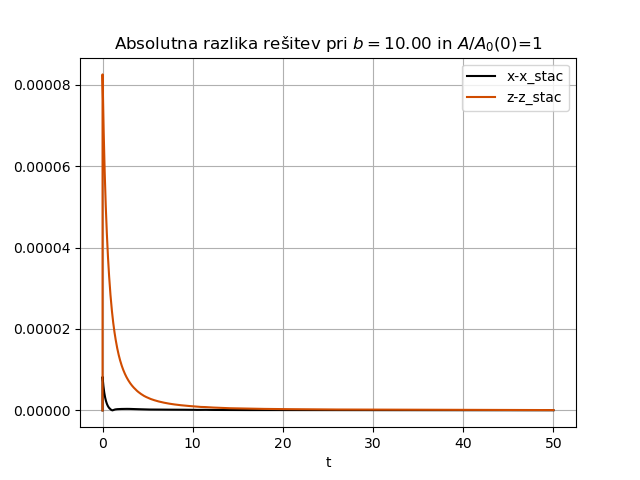 Absolutna razlika rešitev pri b = 10.00 in A/A₀(0)=1
x-x_stac
z-z_stac
0.00008
0.00006
0.00004
0.00002
0.00000
0 10 20 30 40 50
t